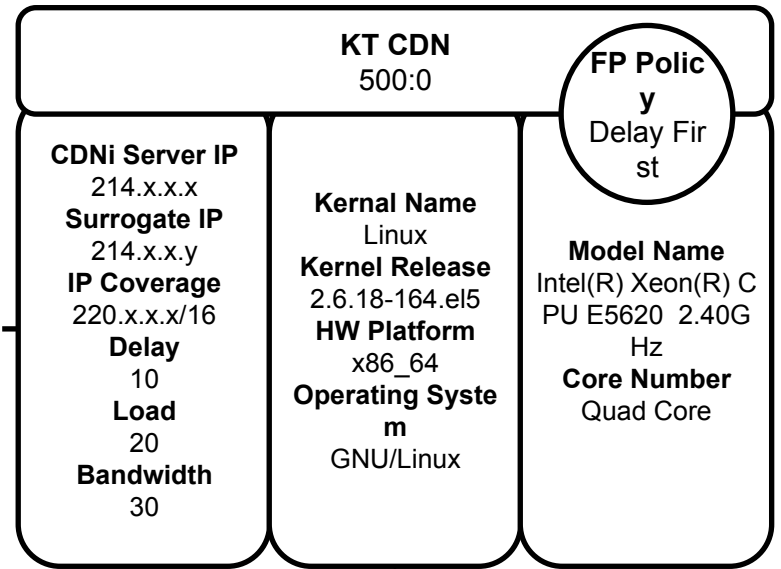 KT CDN
500:0
FP Polic
y
Delay Fir
st
CDNi Server IP
214.x.x.x
Surrogate IP
214.x.x.y
IP Coverage
220.x.x.x/16
Delay
10
Load
20
Bandwidth
30
Kernal Name
Linux
Kernel Release
2.6.18-164.el5
HW Platform
x86_64
Operating Syste
m
GNU/Linux
Model Name
Intel(R) Xeon(R) C
PU E5620  2.40G
Hz
Core Number
Quad Core